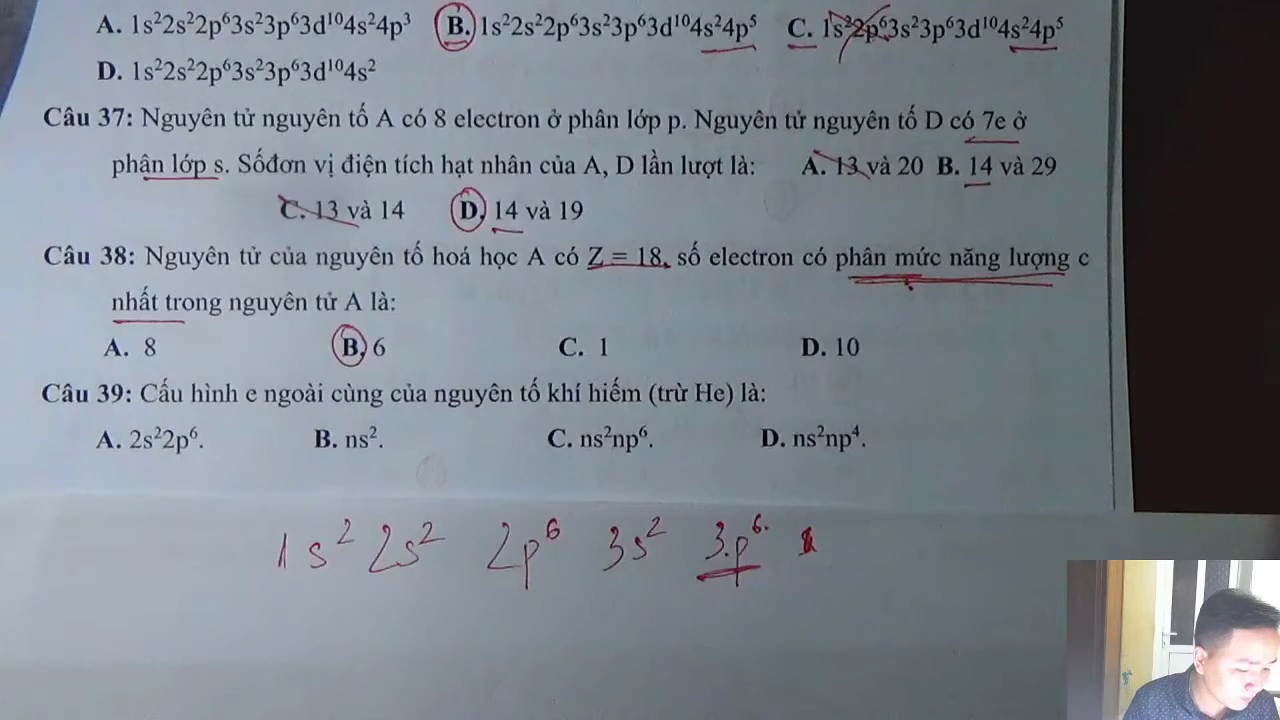 A. 1s²2s²2p⁶3s²3p⁶3d¹⁰4s²4p³ B. 1s²2s²2p⁶3s²3p⁶3d¹⁰4s²4p⁵ C. 1s²2p⁶3s²3p⁶3d¹⁰4s²4p⁵
D. 1s²2s²2p⁶3s²3p⁶3d¹⁰4s²
Câu 37: Nguyên tử nguyên tố A có 8 electron ở phân lớp p. Nguyên tử nguyên tố D có 7e ở
phân lớp s. Sốđơn vị điện tích hạt nhân của A, D lần lượt là: A. 13 và 20 B. 14 và 29
C. 13 và 14 D. 14 và 19
Câu 38: Nguyên tử của nguyên tố hoá học A có Z = 18, số electron có phân mức năng lượng c
nhất trong nguyên tử A là:
A. 8 B. 6 C. 1 D. 10
Câu 39: Cấu hình e ngoài cùng của nguyên tố khí hiếm (trừ He) là:
A. 2s²2p⁶. B. ns². C. ns²np⁶. D. ns²np⁴.
1s² 2s² 2p⁶ 3s² 3p⁶